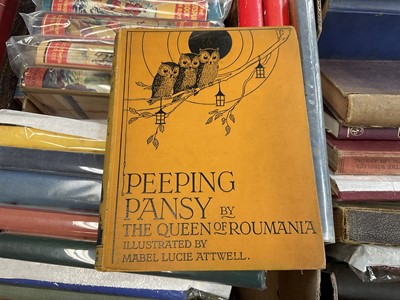 PEEPING
PANSY BY
THE QUEEN OF ROUMANIA
ILLUSTRATED BY
MABEL LUCIE ATTWELL.